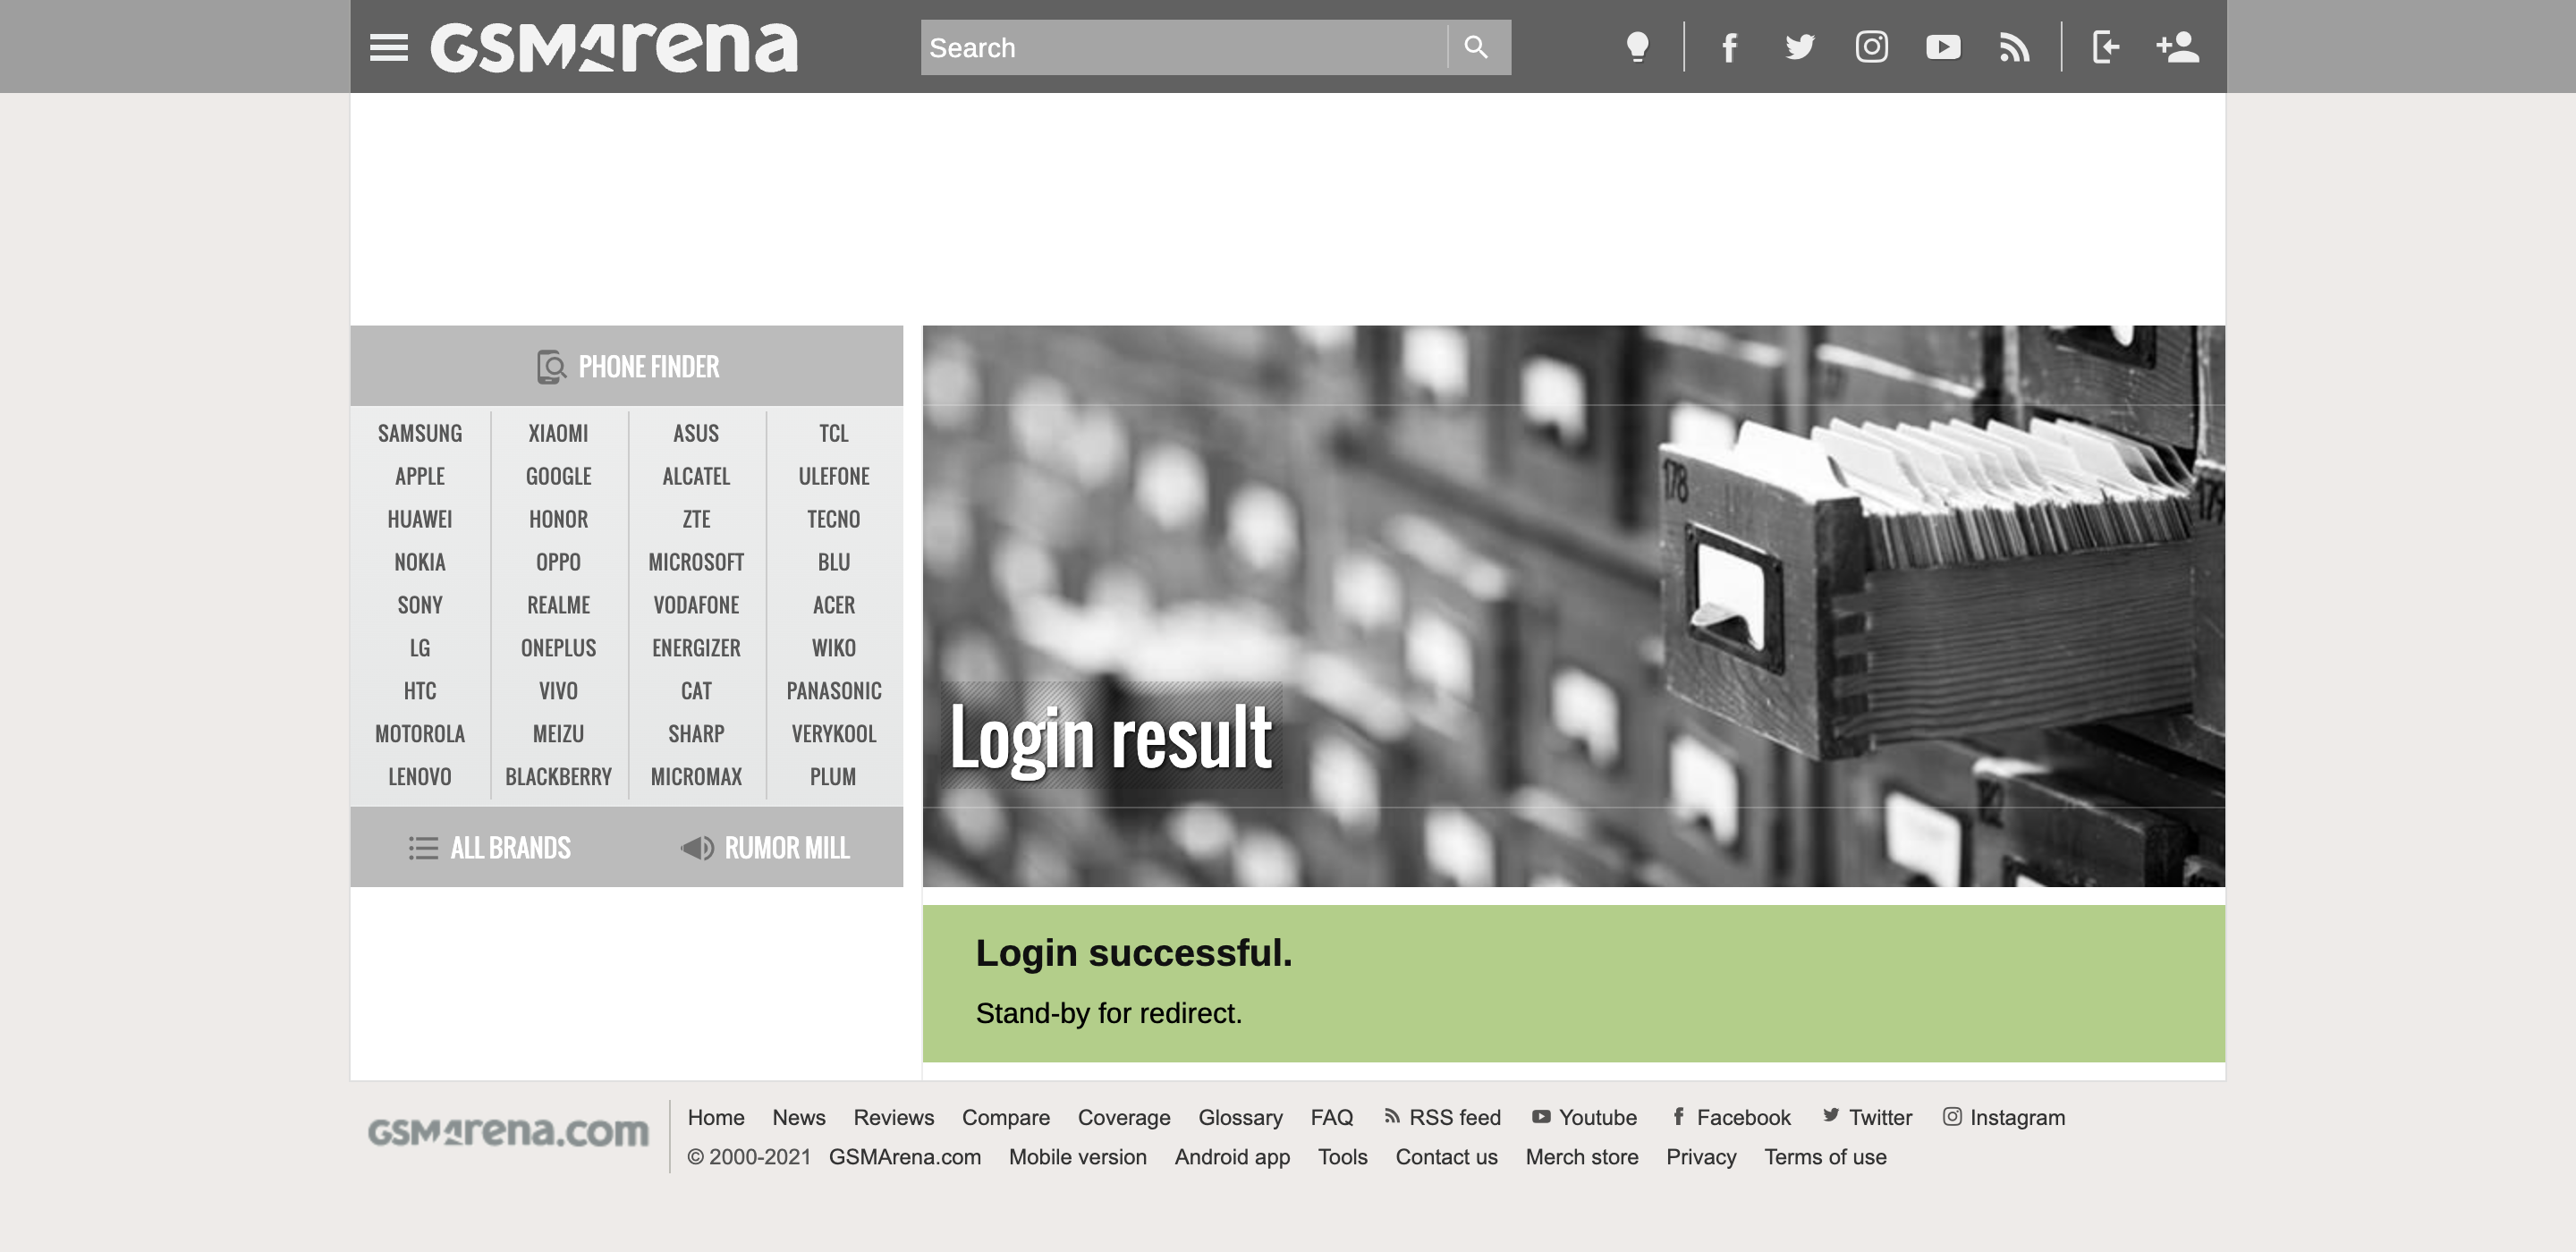 GSMArena
Search
PHONE FINDER
SAMSUNG XIAOMI ASUS TCL
APPLE GOOGLE ALCATEL ULEFONE
HUAWEI HONOR ZTE TECNO
NOKIA OPPO MICROSOFT BLU
SONY REALME VODAFONE ACER
LG ONEPLUS ENERGIZER WIKO
HTC VIVO CAT PANASONIC
MOTOROLA MEIZU SHARP VERYKOOL
LENOVO BLACKBERRY MICROMAX PLUM
ALL BRANDS RUMOR MILL
178
Login result
Login successful.
Stand-by for redirect.
GSMArena.com
Home News Reviews Compare Coverage Glossary FAQ RSS feed Youtube Facebook Twitter Instagram
© 2000-2021 GSMArena.com Mobile version Android app Tools Contact us Merch store Privacy Terms of use